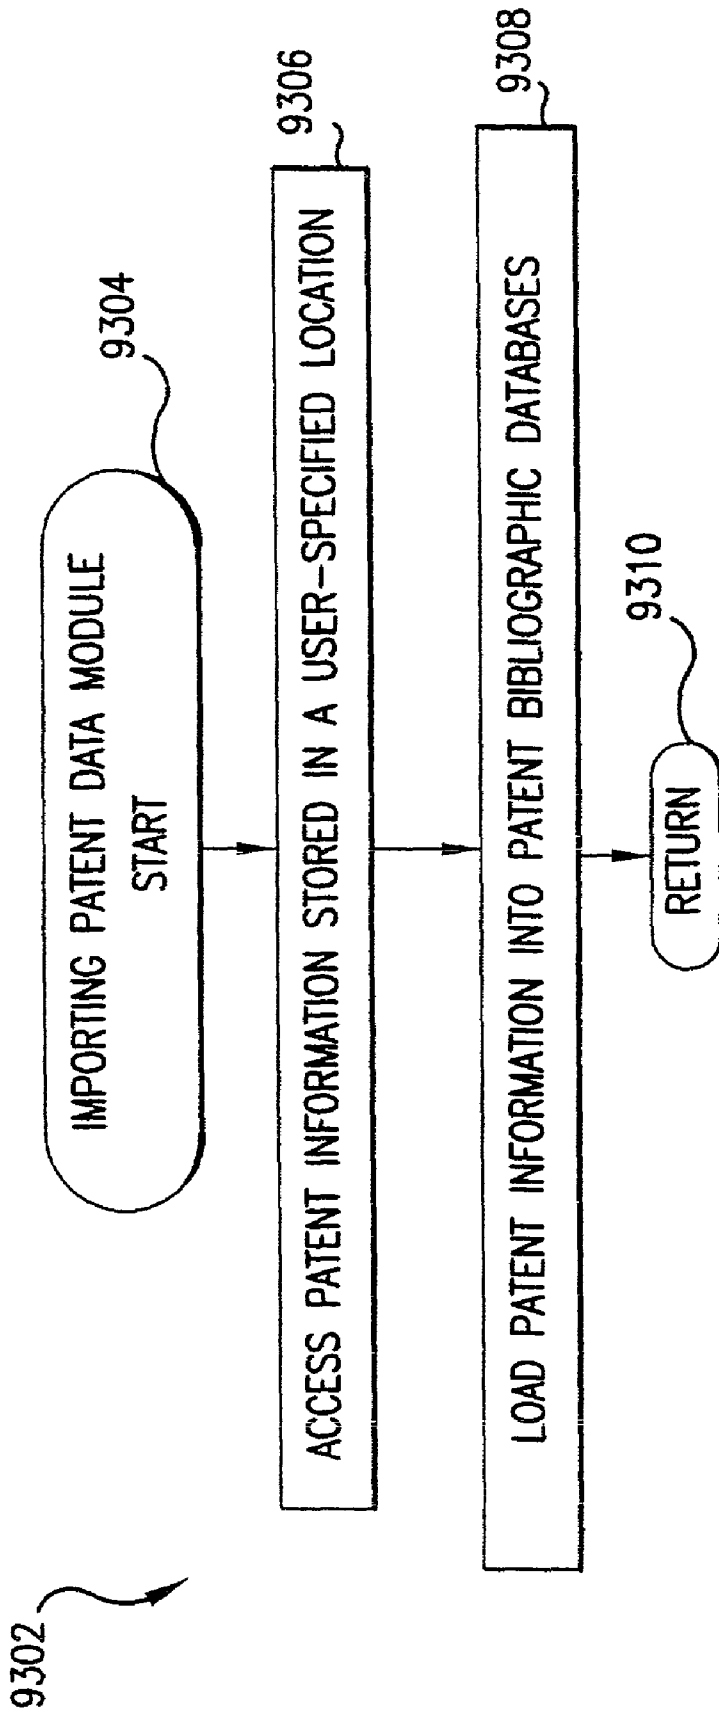 9302
IMPORTING PATENT DATA MODULE
START
9304
ACCESS PATENT INFORMATION STORED IN A USER-SPECIFIED LOCATION
9306
LOAD PATENT INFORMATION INTO PATENT BIBLIOGRAPHIC DATABASES
9308
RETURN
9310